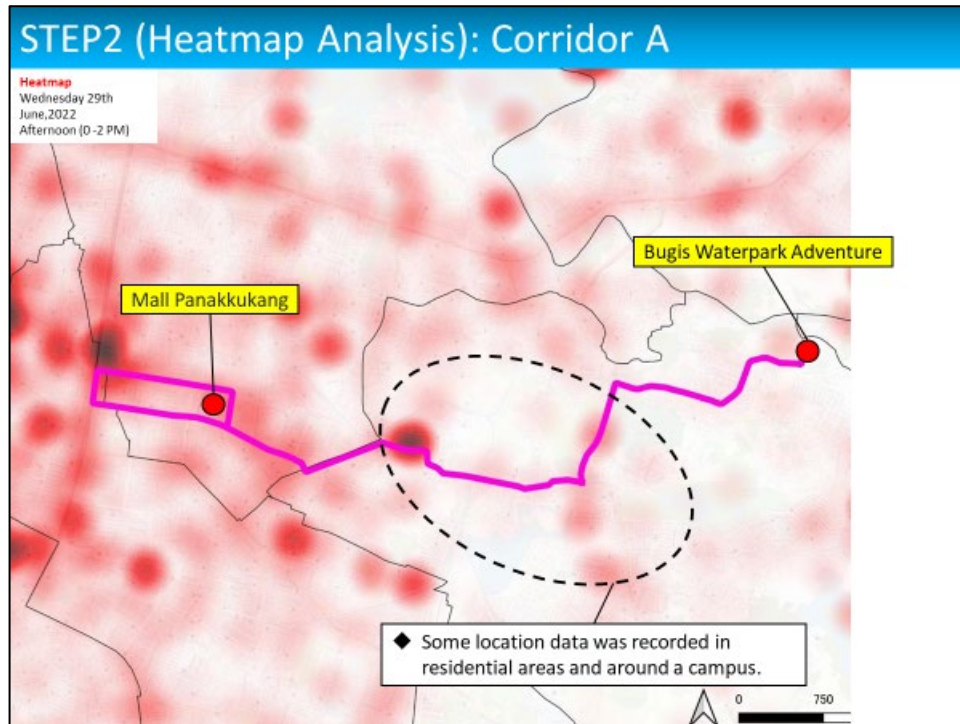 STEP2 (Heatmap Analysis): Corridor A
Heatmap
Wednesday 29th
June,2022
Afternoon (0 -2 PM)
Bugis Waterpark Adventure
Mall Panakkukang
◆ Some location data was recorded in
residential areas and around a campus.
0 750